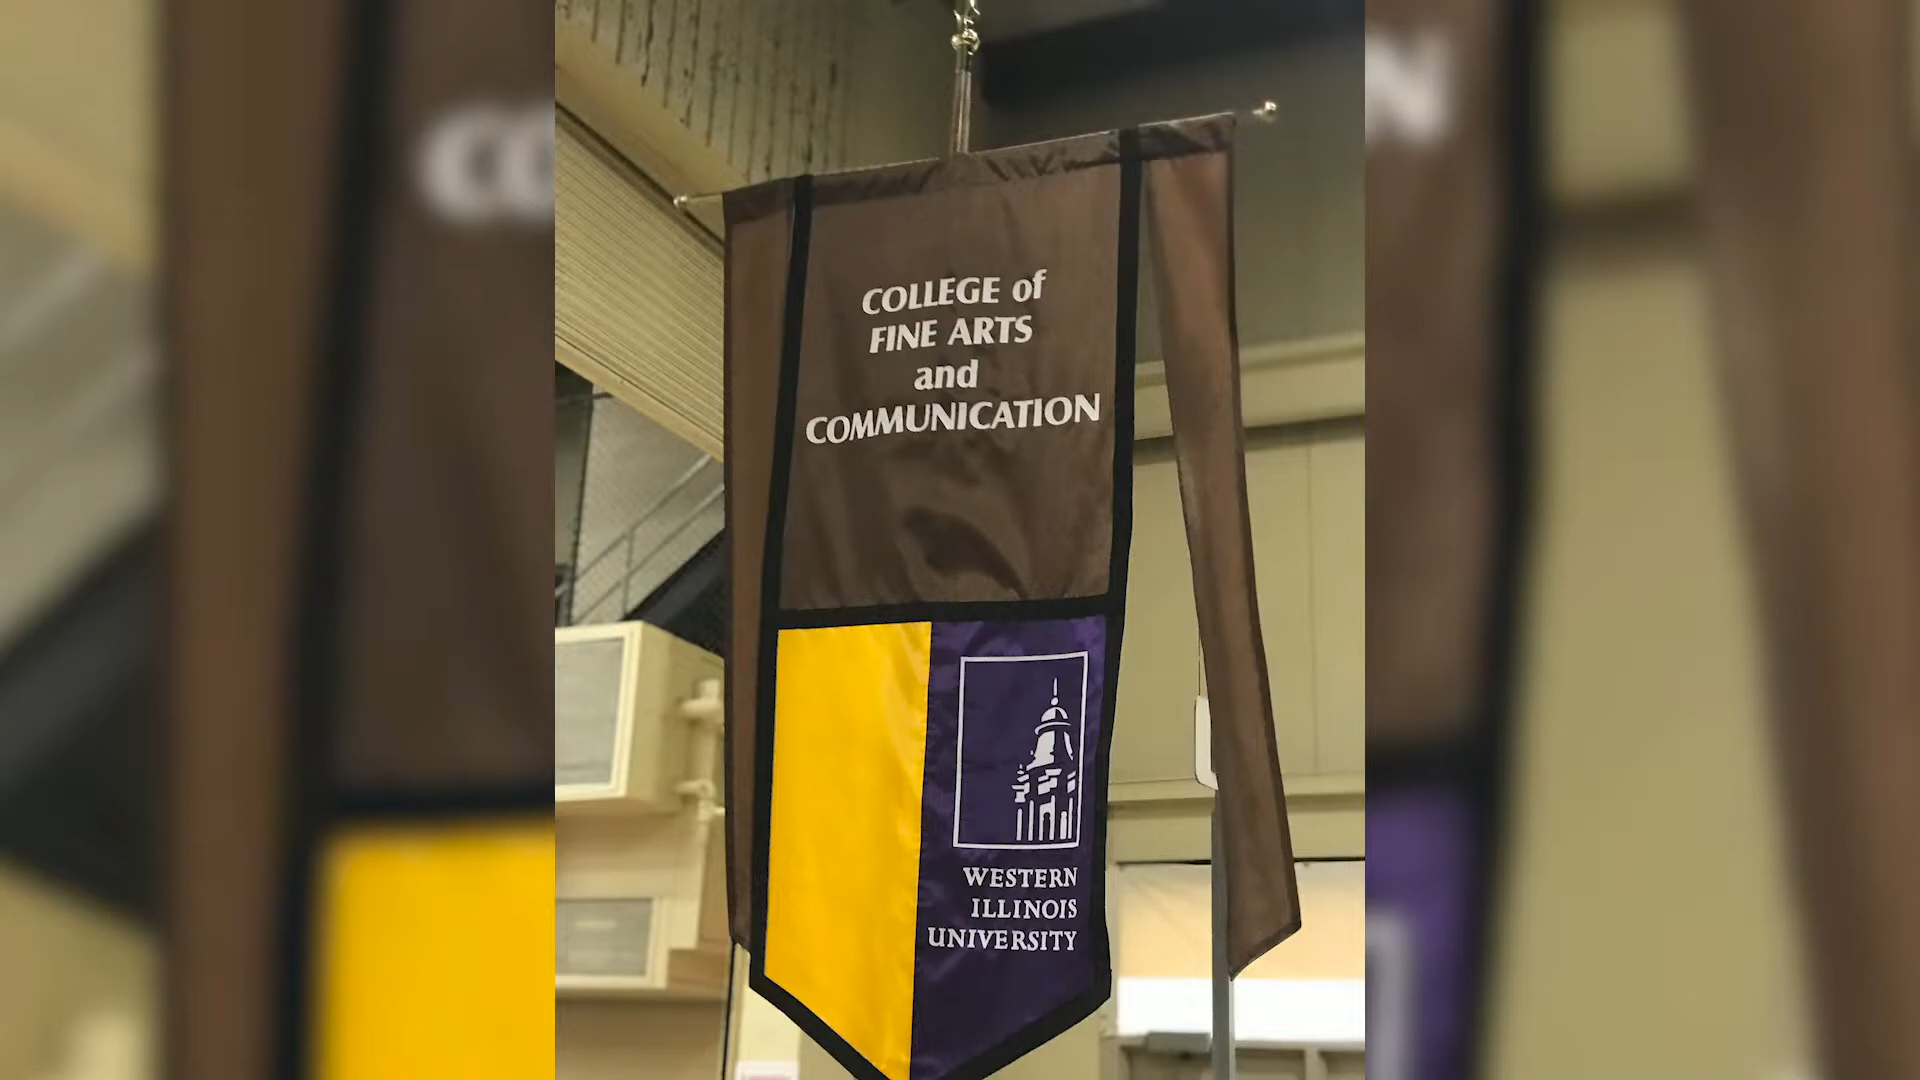 COLLEGE of
FINE ARTS
and
COMMUNICATION
WESTERN
ILLINOIS
UNIVERSITY